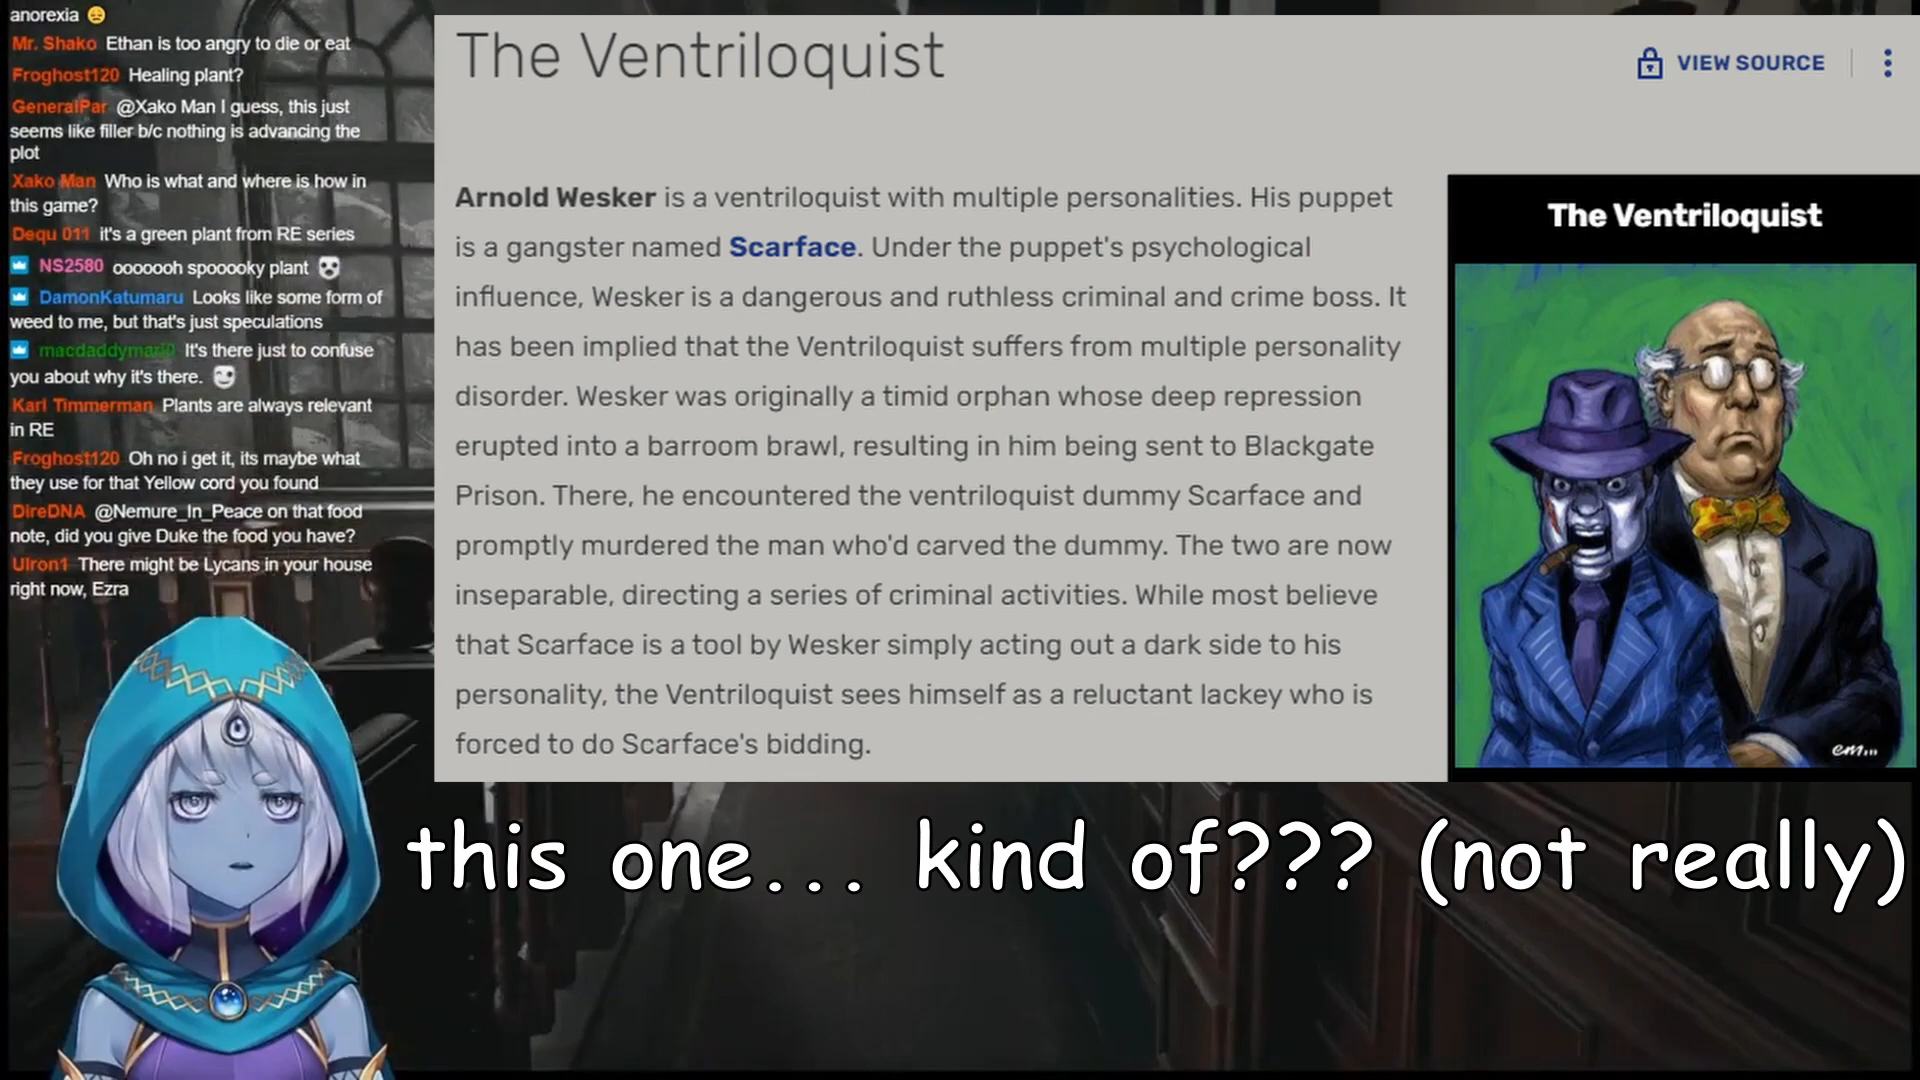 anorexia
Mr. Shako Ethan is too angry to die or eat
Froghost120 Healing plant?
GeneralPar @Xako Man I guess, this just
seems like filler b/c nothing is advancing the
plot
Xako Man Who is what and where is how in
this game?
Dequ 011 it's a green plant from RE series
NS2580 ooooooh spooooky plant
DamonKatumaru Looks like some form of
weed to me, but that's just speculations
macdaddymari0 It's there just to confuse
you about why it's there.
Karl Timmerman Plants are always relevant
in RE
Froghost120 Oh no i get it, its maybe what
they use for that Yellow cord you found
DireDNA @Nemure_In_Peace on that food
note, did you give Duke the food you have?
Ulron1 There might be Lycans in your house
right now, Ezra
The Ventriloquist
VIEW SOURCE
Arnold Wesker is a ventriloquist with multiple personalities. His puppet
is a gangster named Scarface. Under the puppet's psychological
influence, Wesker is a dangerous and ruthless criminal and crime boss. It
has been implied that the Ventriloquist suffers from multiple personality
disorder. Wesker was originally a timid orphan whose deep repression
erupted into a barroom brawl, resulting in him being sent to Blackgate
Prison. There, he encountered the ventriloquist dummy Scarface and
promptly murdered the man who'd carved the dummy. The two are now
inseparable, directing a series of criminal activities. While most believe
that Scarface is a tool by Wesker simply acting out a dark side to his
personality, the Ventriloquist sees himself as a reluctant lackey who is
forced to do Scarface's bidding.
The Ventriloquist
em...
this one... kind of??? (not really)